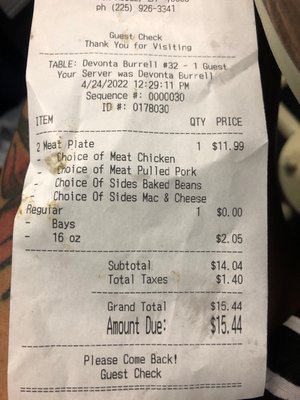 ph (225) 926-3341
Guest Check
Thank You for Visiting
TABLE: Devonta Burrell #32 - 1 Guest
Your Server was Devonta Burrell
4/24/2022 12:29:11 PM
Sequence #: 0000030
ID #: 0178030
ITEM QTY PRICE
2 Meat Plate 1 $11.99
- Choice of Meat Chicken
- Choice of Meat Pulled Pork
- Choice Of Sides Baked Beans
- Choice Of Sides Mac & Cheese
Regular 1 $0.00
- Bays
- 16 oz $2.05
Subtotal $14.04
Total Taxes $1.40
Grand Total $15.44
Amount Due: $15.44
Please Come Back!
Guest Check